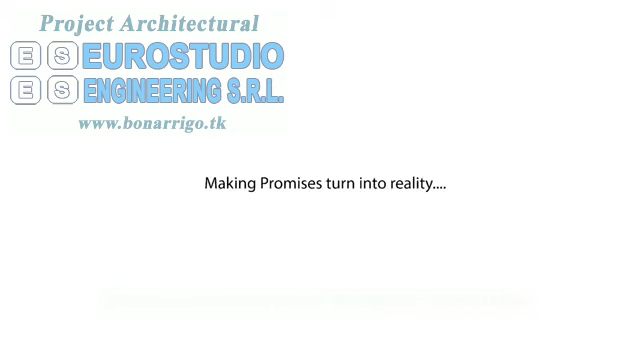 Project Architectural
E S EUROSTUDIO
E S ENGINEERING S.R.L.
www.bonarrigo.tk
Making Promises turn into reality....